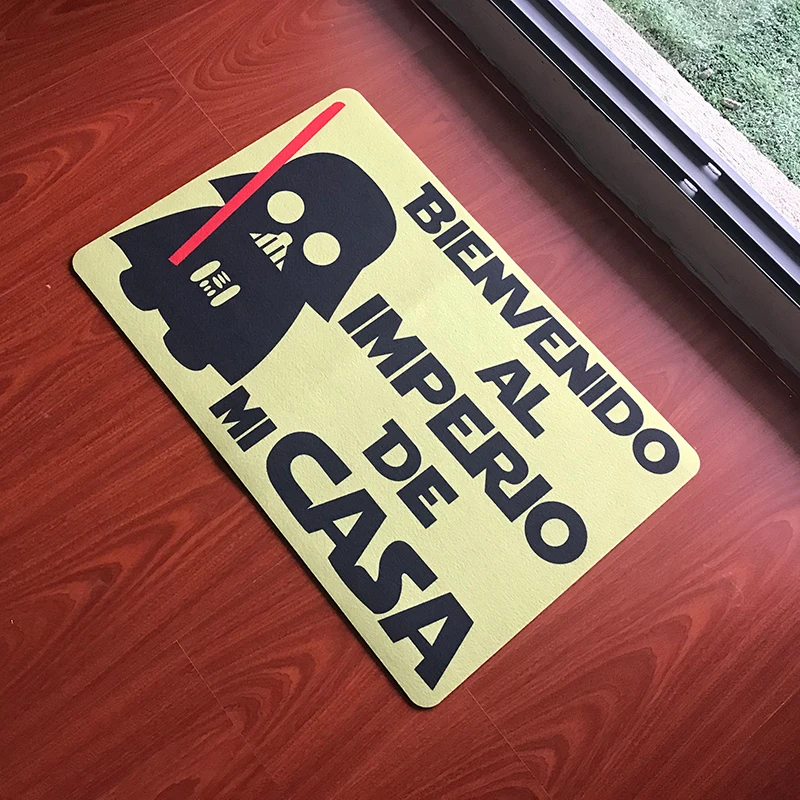 BIENVENIDO
AL
IMPERIO
DE
MI CASA